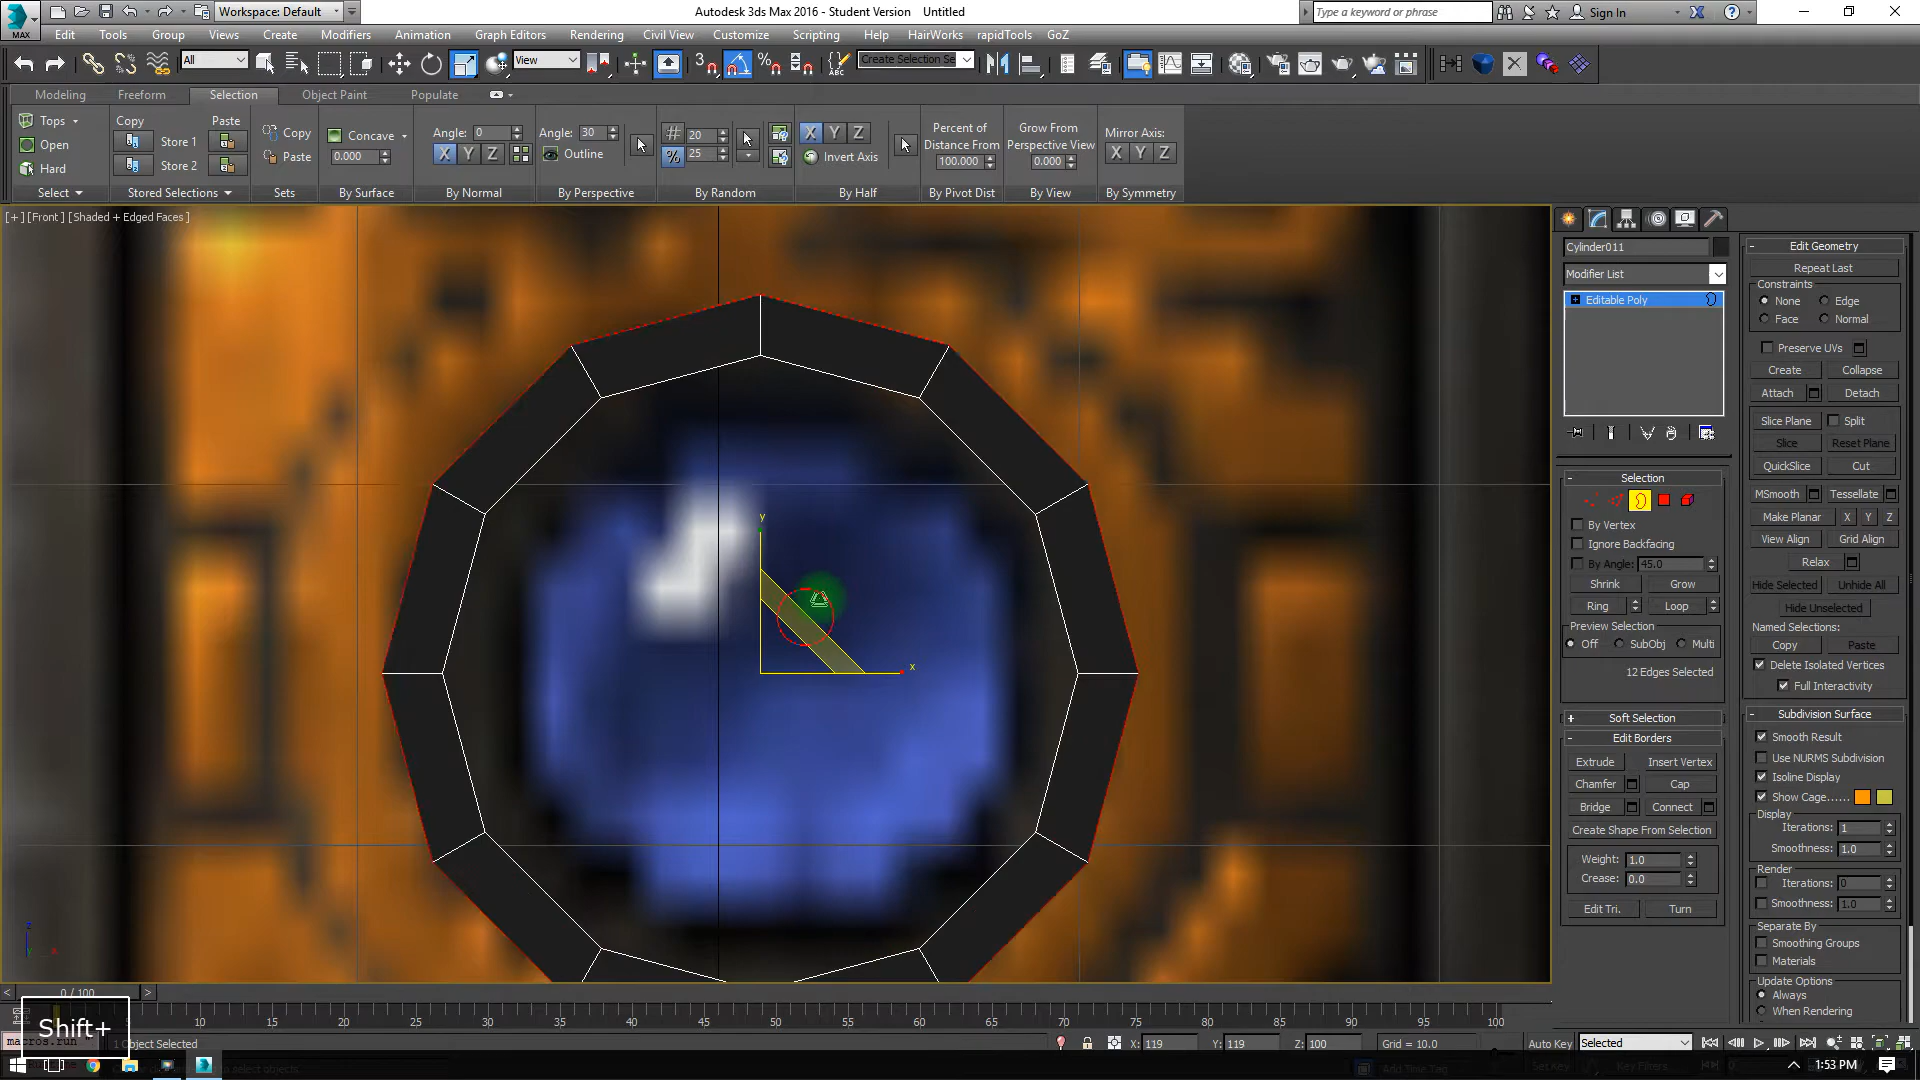 Workspace: Default
Autodesk 3ds Max 2016 - Student Version Untitled
Type a keyword or phrase
Sign In
MAX
Edit Tools Group Views Create Modifiers Animation Graph Editors Rendering Civil View Customize Scripting Help HairWorks rapidTools GoZ
All
View
3
Create Selection Se
Modeling Freeform Selection Object Paint Populate
Tops
Open
Hard
Select
Copy Paste
Store 1
Store 2
Stored Selections
Copy
Paste
Sets
Concave
0.000
By Surface
Angle: 0
X Y Z
By Normal
Angle: 30
Outline
By Perspective
20
25
By Random
X Y Z
Invert Axis
By Half
Percent of
Distance From
100.000
By Pivot Dist
Grow From
Perspective View
0.000
By View
Mirror Axis:
X Y Z
By Symmetry
[+] [Front] [Shaded + Edged Faces]
y
x
Cylinder011
Modifier List
Editable Poly
Selection
By Vertex
Ignore Backfacing
By Angle: 45.0
Shrink Grow
Ring Loop
Preview Selection
Off SubObj Multi
12 Edges Selected
Soft Selection
Edit Borders
Extrude Insert Vertex
Chamfer Cap
Bridge Connect
Create Shape From Selection
Weight: 1.0
Crease: 0.0
Edit Tri. Turn
Edit Geometry
Repeat Last
Constraints
None Edge
Face Normal
Preserve UVs
Create Collapse
Attach Detach
Slice Plane Split
Slice Reset Plane
QuickSlice Cut
MSmooth Tessellate
Make Planar X Y Z
View Align Grid Align
Relax
Hide Selected Unhide All
Hide Unselected
Named Selections:
Copy Paste
Delete Isolated Vertices
Full Interactivity
Subdivision Surface
Smooth Result
Use NURMS Subdivision
Isoline Display
Show Cage......
Display
Iterations: 1
Smoothness: 1.0
Render
Iterations: 0
Smoothness: 1.0
Separate By
Smoothing Groups
Materials
Update Options
Always
When Rendering
0 / 100
10 15 20 25 30 35 40 45 50 55 60 65 70 75 80 85 90 95 100
Shift+
macros.run
1 Object Selected
X: 119 Y: 119 Z: 100 Grid = 10.0
Auto Key Selected
Add Time Tag
1:53 PM